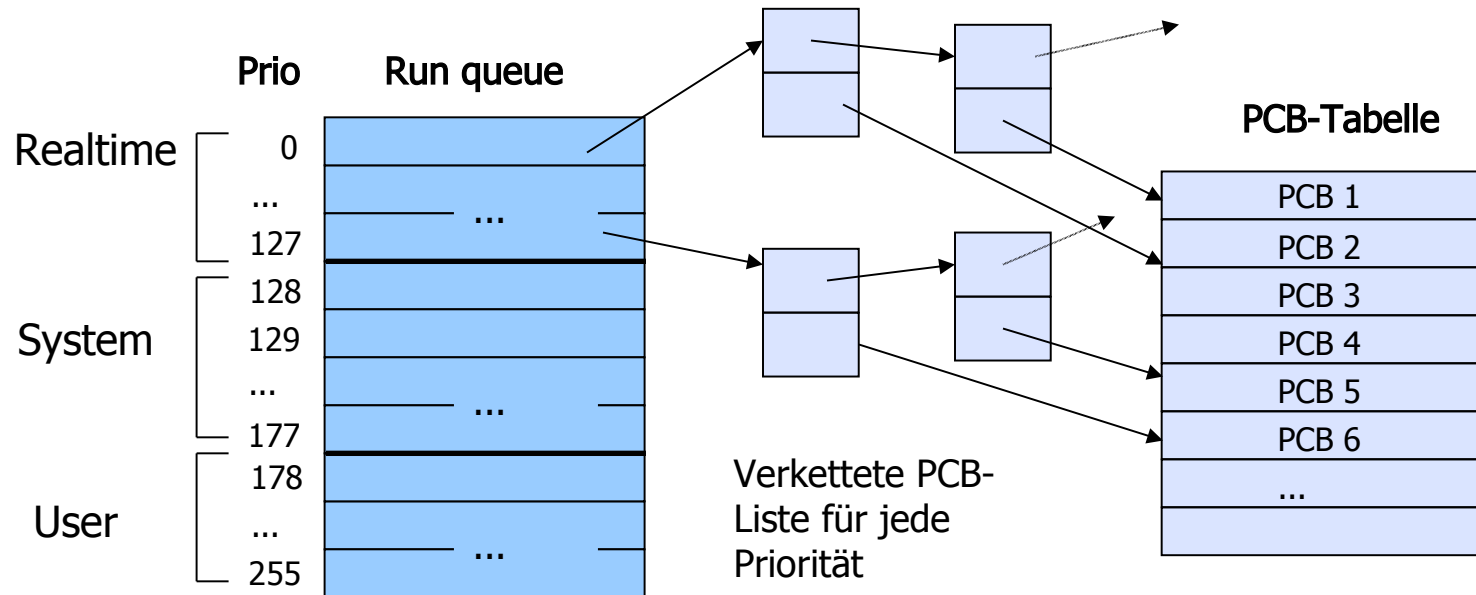 Prio
Run queue
PCB-Tabelle
Realtime
0
...
...
127
System
128
129
...
...
177
User
178
...
...
255
PCB 1
PCB 2
PCB 3
PCB 4
PCB 5
PCB 6
...
Verkettete PCB-
Liste für jede
Priorität